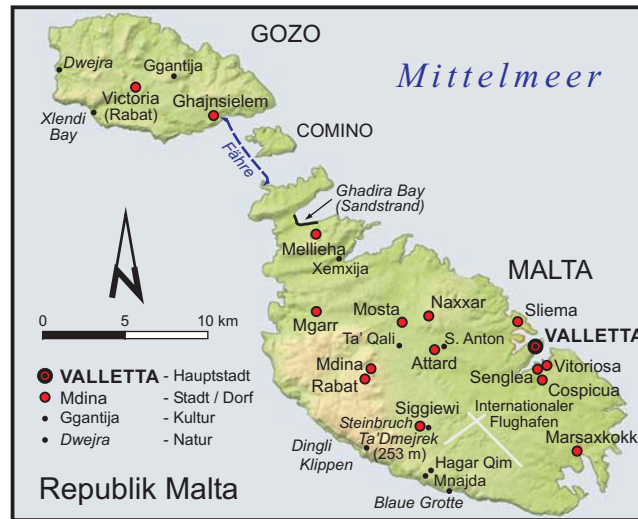 GOZO
Mittelmeer
Dwejra
Ggantija
Victoria
(Rabat)
Ghajnsielem
Xlendi
Bay
COMINO
Fähre
Ghadira Bay
(Sandstrand)
Mellieha
Xemxija
MALTA
Mgarr
Mosta
Naxxar
Sliema
Ta' Qali
S. Anton
VALLETTA
Mdina
Attard
Vitoriosa
Rabat
Senglea
Cospicua
Siggiewi
Internationaler
Flughafen
Steinbruch
Ta'Dmejrek
(253 m)
Marsaxkokk
Dingli
Klippen
Hagar Qim
Mnajda
Blaue Grotte
N
0 5 10 km
VALLETTA - Hauptstadt
Mdina - Stadt / Dorf
Ggantija - Kultur
Dwejra - Natur
Republik Malta